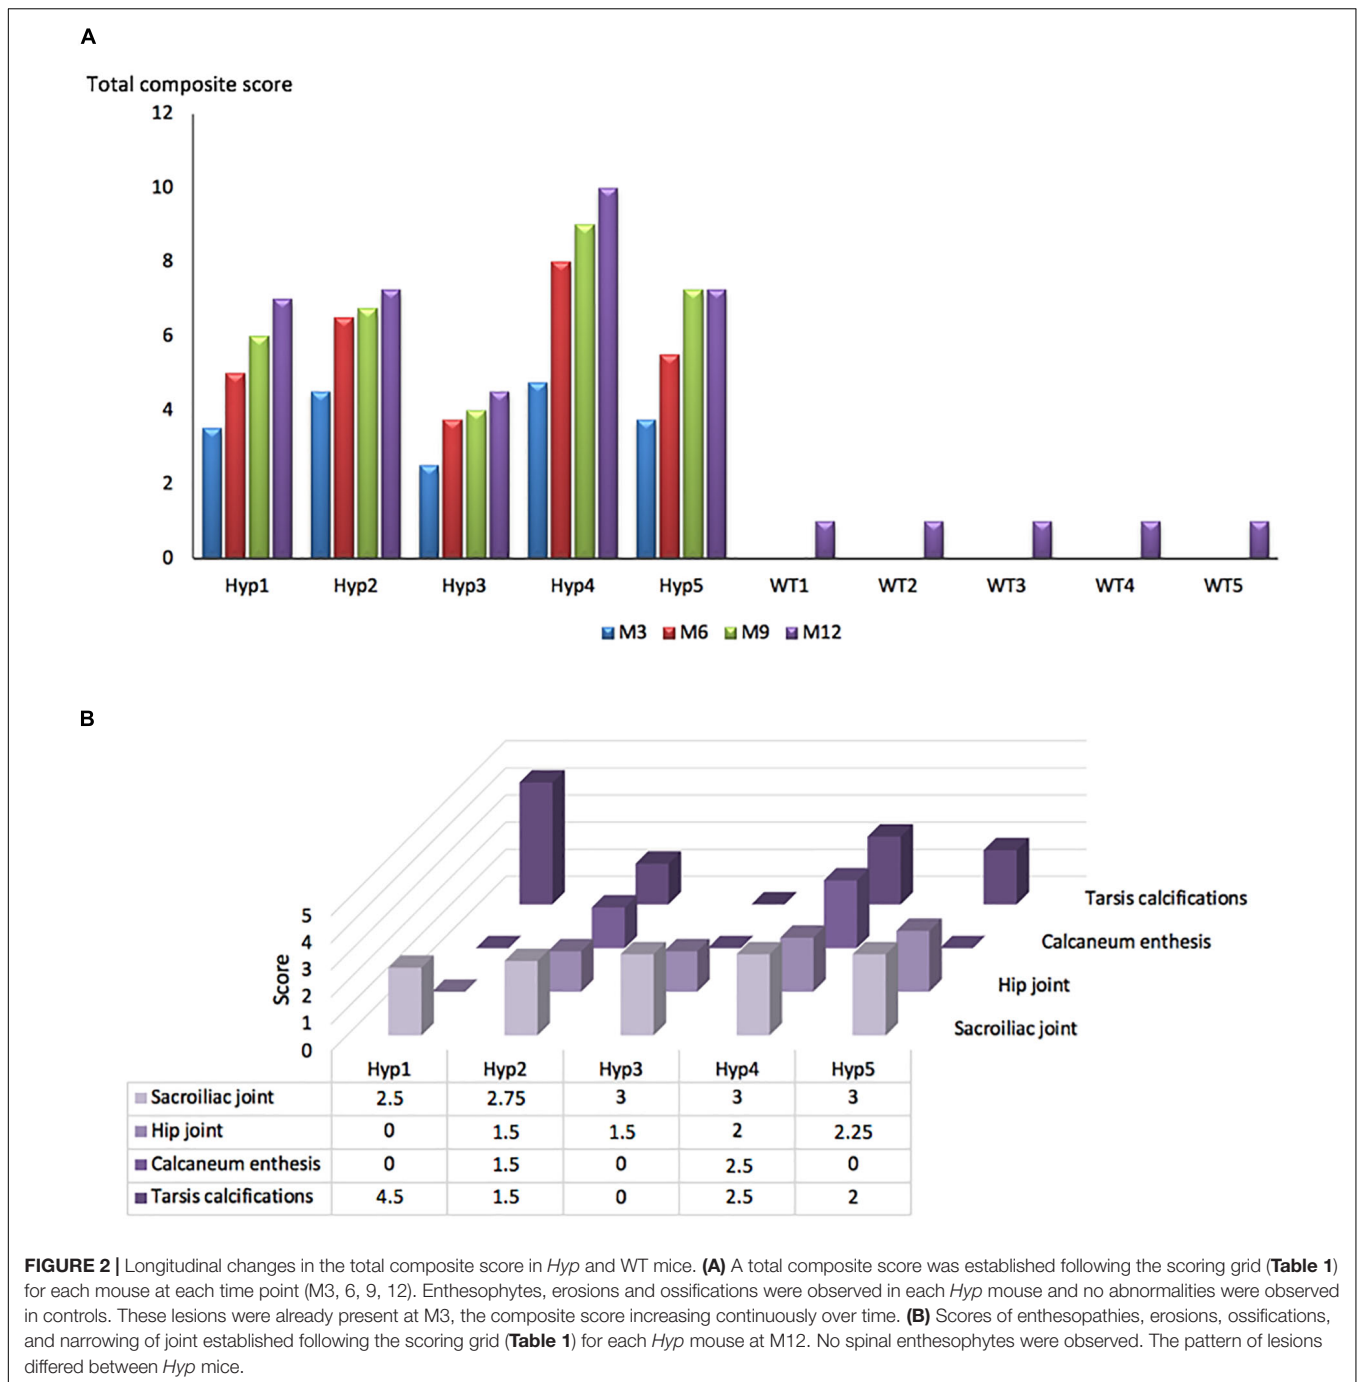 A
Total composite score
12
10
8
6
4
2
0
Hyp1 Hyp2 Hyp3 Hyp4 Hyp5 WT1 WT2 WT3 WT4 WT5
M3 M6 M9 M12
B
Tarsis calcifications
Calcaneum enthesis
Hip joint
Sacroiliac joint
Score
5
4
3
2
1
0
Hyp1 Hyp2 Hyp3 Hyp4 Hyp5
Sacroiliac joint 2.5 2.75 3 3 3
Hip joint 0 1.5 1.5 2 2.25
Calcaneum enthesis 0 1.5 0 2.5 0
Tarsis calcifications 4.5 1.5 0 2.5 2
FIGURE 2 | Longitudinal changes in the total composite score in Hyp and WT mice. (A) A total composite score was established following the scoring grid (Table 1)
for each mouse at each time point (M3, 6, 9, 12). Enthesophytes, erosions and ossifications were observed in each Hyp mouse and no abnormalities were observed
in controls. These lesions were already present at M3, the composite score increasing continuously over time. (B) Scores of enthesopathies, erosions, ossifications,
and narrowing of joint established following the scoring grid (Table 1) for each Hyp mouse at M12. No spinal enthesophytes were observed. The pattern of lesions
differed between Hyp mice.